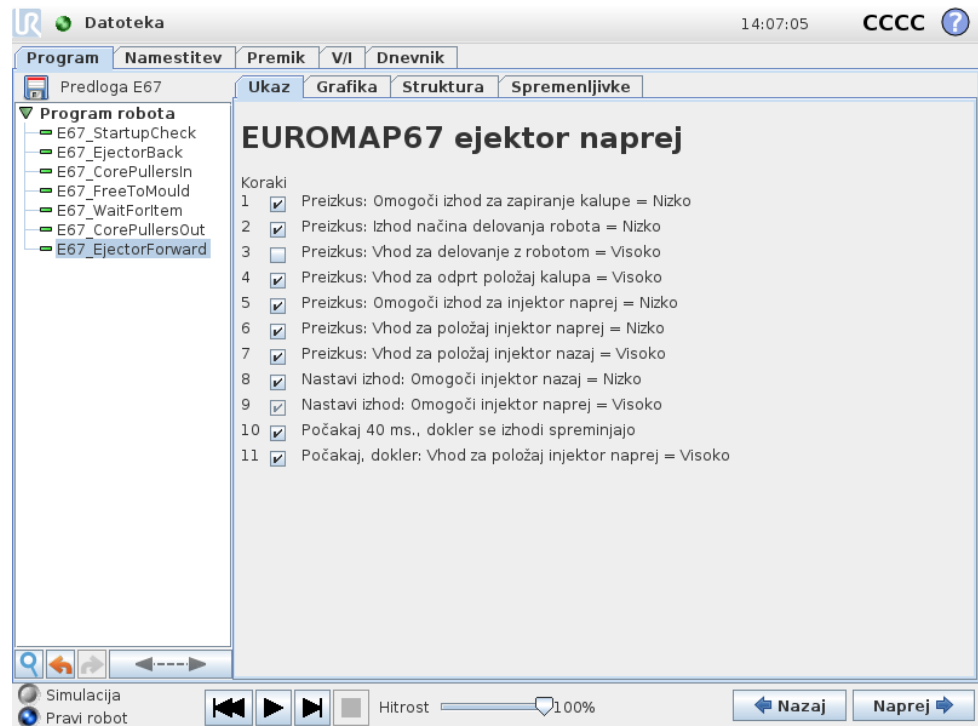 UR Datoteka 14:07:05 CCCC ?
Program Namestitev Premik V/I Dnevnik
Predloga E67 Ukaz Grafika Struktura Spremenljivke
Program robota
E67_StartupCheck
E67_EjectorBack
E67_CorePullersIn
E67_FreeToMould
E67_WaitForItem
E67_CorePullersOut
E67_EjectorForward
EUROMAP67 ejektor naprej
Koraki
1 Preizkus: Omogoči izhod za zapiranje kalupe = Nizko
2 Preizkus: Izhod načina delovanja robota = Nizko
3 Preizkus: Vhod za delovanje z robotom = Visoko
4 Preizkus: Vhod za odprt položaj kalupa = Visoko
5 Preizkus: Omogoči izhod za injektor naprej = Nizko
6 Preizkus: Vhod za položaj injektor naprej = Nizko
7 Preizkus: Vhod za položaj injektor nazaj = Visoko
8 Nastavi izhod: Omogoči injektor nazaj = Nizko
9 Nastavi izhod: Omogoči injektor naprej = Visoko
10 Počakaj 40 ms., dokler se izhodi spreminjajo
11 Počakaj, dokler: Vhod za položaj injektor naprej = Visoko
Simulacija
Pravi robot
Hitrost 100%
Nazaj Naprej